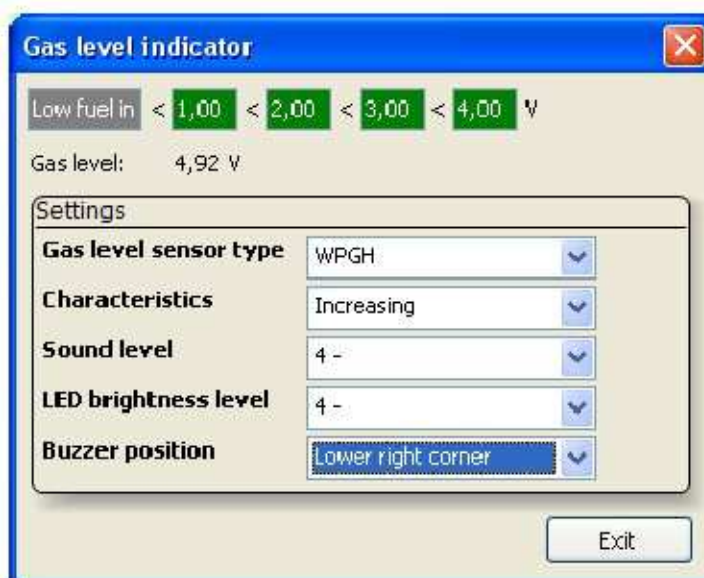 Gas level indicator
Low fuel in < 1,00 < 2,00 < 3,00 < 4,00 V
Gas level: 4,92 V
Settings
Gas level sensor type WPGH
Characteristics Increasing
Sound level 4 -
LED brightness level 4 -
Buzzer position Lower right corner
Exit